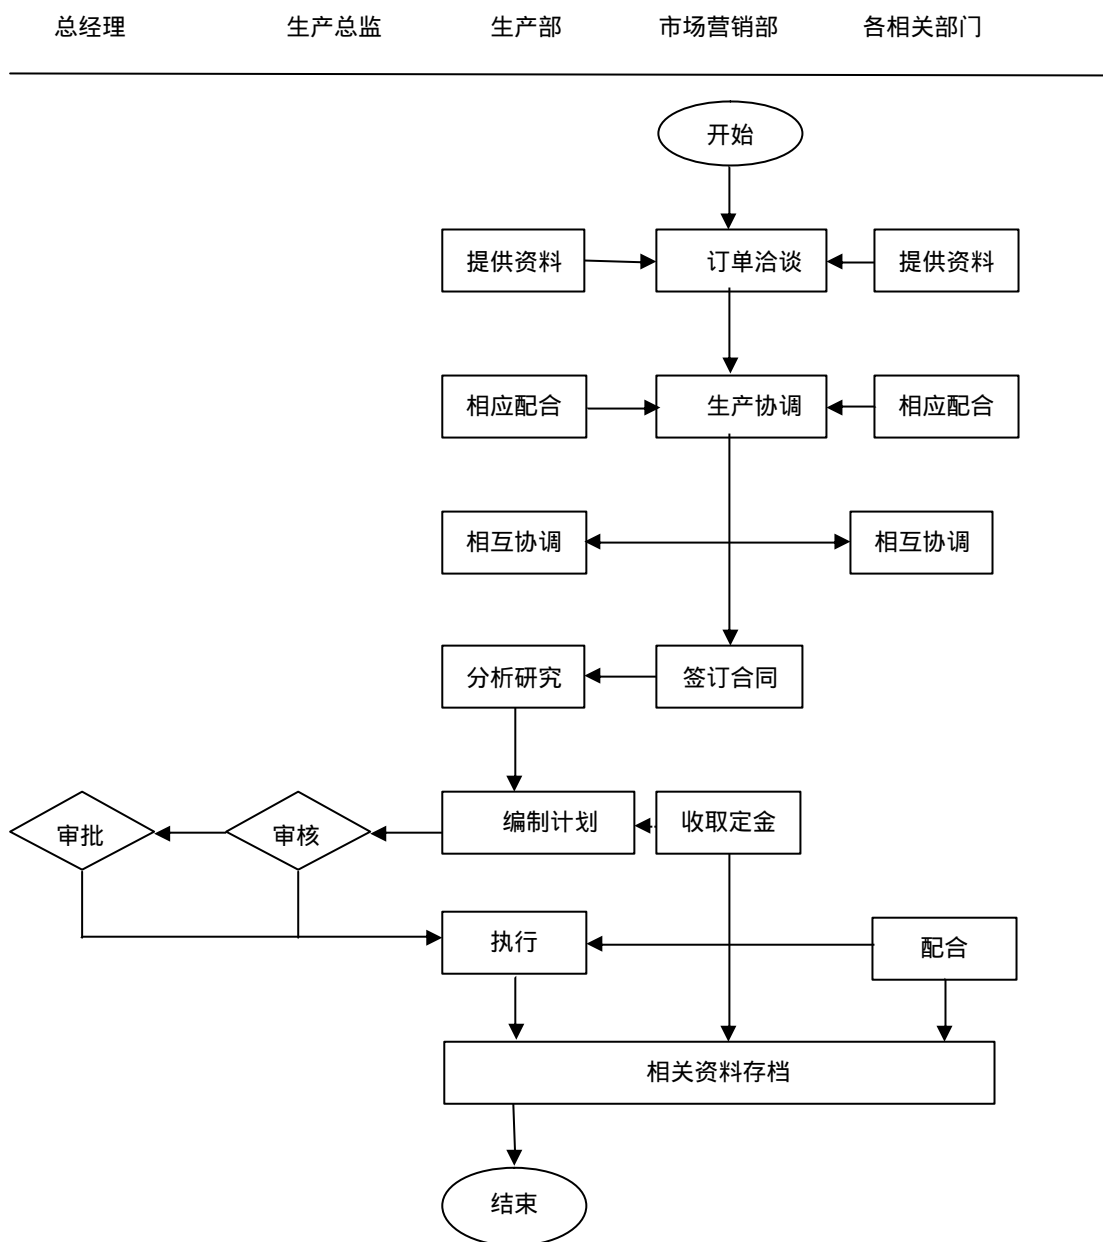 总经理 生产总监 生产部 市场营销部 各相关部门
开始
提供资料 订单洽谈 提供资料
相应配合 生产协调 相应配合
相互协调 相互协调
分析研究 签订合同
审批 审核 编制计划 收取定金
执行 配合
相关资料存档
结束